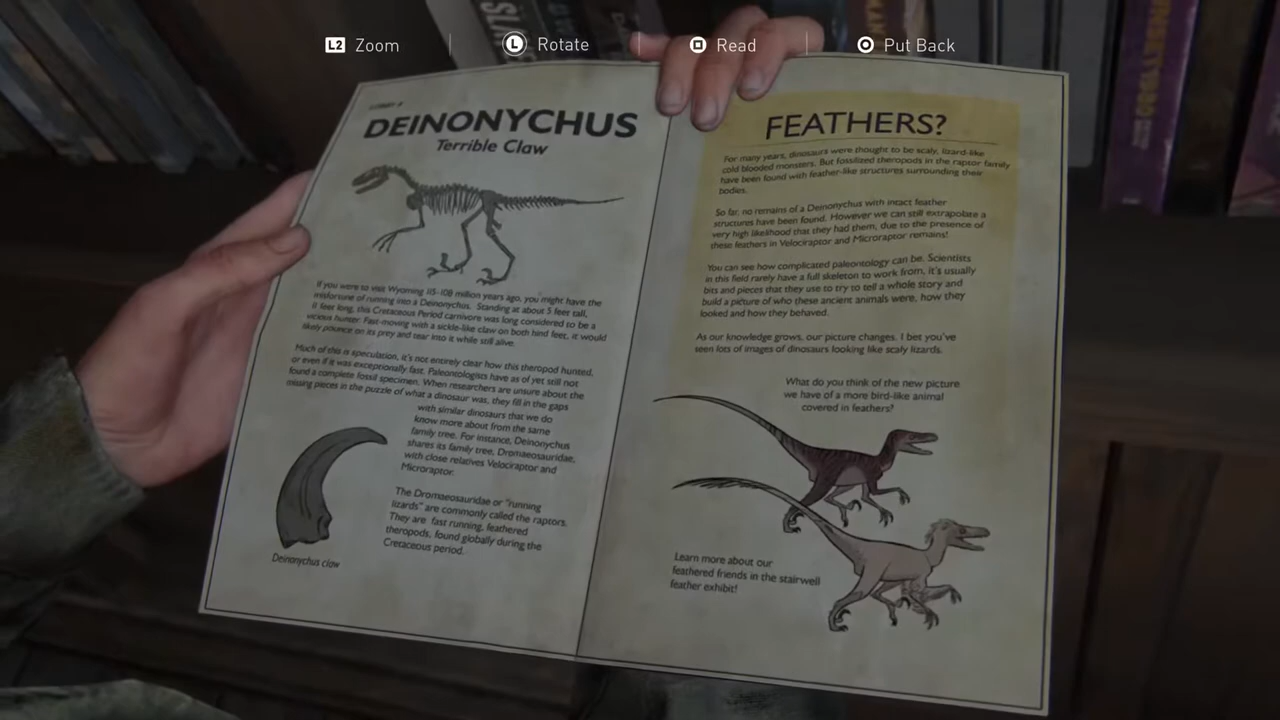 L2 Zoom
L Rotate
Read
Put Back
DEINONYCHUS
Terrible Claw
If you were to visit Wyoming 115-108 million years ago, you might have the
misfortune of running into a Deinonychus. Standing at about 5 feet tall,
11 feet long, this Cretaceous Period carnivore was long considered to be a
vicious hunter. Fast-moving with a sickle-like claw on both hind feet, it would
likely pounce on its prey and tear into it while still alive.
Much of this is speculation, it's not entirely clear how this theropod hunted,
or even if it was exceptionally fast. Paleontologists have as of yet still not
found a complete fossil specimen. When researchers are unsure about the
missing pieces in the puzzle of what a dinosaur was, they fill in the gaps
with similar dinosaurs that we do
know more about from the same
family tree. For instance, Deinonychus
shares its family tree, Dromaeosauridae,
with close relatives Velociraptor and
Microraptor.
The Dromaeosauridae or "running
lizards" are commonly called the raptors.
They are fast running, feathered
theropods, found globally during the
Cretaceous period.
Deinonychus claw
FEATHERS?
For many years, dinosaurs were thought to be scaly, lizard-like
cold blooded monsters. But fossilized theropods in the raptor family
have been found with feather-like structures surrounding their
bodies.
So far, no remains of a Deinonychus with intact feather
structures have been found. However we can still extrapolate a
very high likelihood that they had them, due to the presence of
these feathers in Velociraptor and Microraptor remains!
You can see how complicated paleontology can be. Scientists
in this field rarely have a full skeleton to work from, it's usually
bits and pieces that they use to try to tell a whole story and
build a picture of who these ancient animals were, how they
looked and how they behaved.
As our knowledge grows, our picture changes. I bet you've
seen lots of images of dinosaurs looking like scaly lizards.
What do you think of the new picture
we have of a more bird-like animal
covered in feathers?
Learn more about our
feathered friends in the stairwell
feather exhibit!